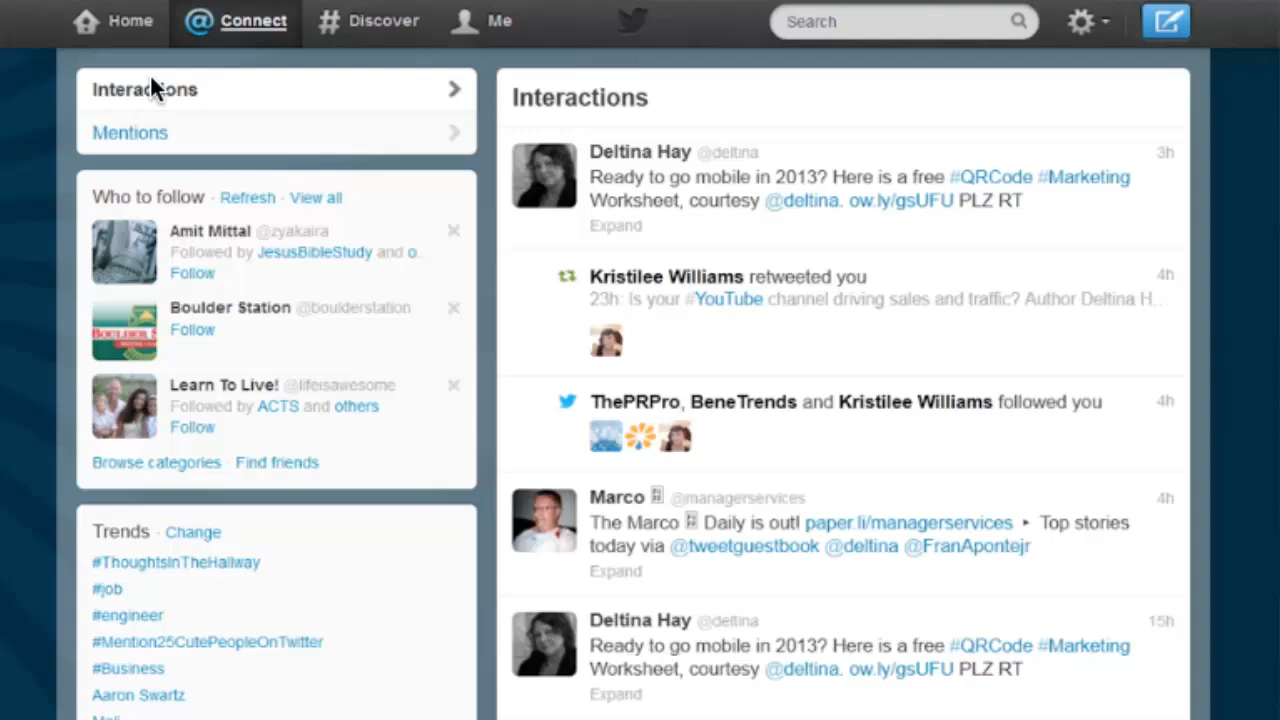 Home
Connect
Discover
Me
Search
Interactions
Mentions
Who to follow · Refresh · View all
Amit Mittal @zyakaira
Followed by JesusBibleStudy and o.
Follow
Boulder Station @boulderstation
Follow
Learn To Live! @lifeisawesome
Followed by ACTS and others
Follow
Browse categories · Find friends
Trends · Change
#ThoughtsInTheHallway
#job
#engineer
#Mention25CutePeopleOnTwitter
#Business
Aaron Swartz
Interactions
Deltina Hay @deltina 3h
Ready to go mobile in 2013? Here is a free #QRCode #Marketing
Worksheet, courtesy @deltina. ow.ly/gsUFU PLZ RT
Expand
Kristilee Williams retweeted you 4h
23h: Is your #YouTube channel driving sales and traffic? Author Deltina H...
ThePRPro, BeneTrends and Kristilee Williams followed you 4h
Marco @managerservices 4h
The Marco Daily is out! paper.li/managerservices ‣ Top stories
today via @tweetguestbook @deltina @FranApontejr
Expand
Deltina Hay @deltina 15h
Ready to go mobile in 2013? Here is a free #QRCode #Marketing
Worksheet, courtesy @deltina. ow.ly/gsUFU PLZ RT
Expand